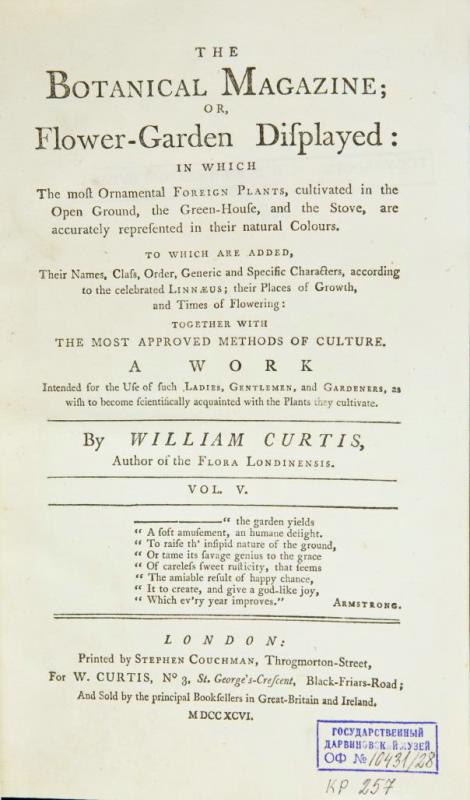 THE
BOTANICAL MAGAZINE;
OR,
Flower-Garden Diſplayed:
IN WHICH
The moſt Ornamental FOREIGN PLANTS, cultivated in the
Open Ground, the Green-Houſe, and the Stove, are
accurately repreſented in their natural Colours.
TO WHICH ARE ADDED,
Their Names, Claſs, Order, Generic and Specific Characters, according
to the celebrated LINNÆUS; their Places of Growth,
and Times of Flowering:
TOGETHER WITH
THE MOST APPROVED METHODS OF CULTURE.
A WORK
Intended for the Uſe of ſuch LADIES, GENTLEMEN, and GARDENERS, as
wiſh to become ſcientifically acquainted with the Plants they cultivate.
By WILLIAM CURTIS,
Author of the FLORA LONDINENSIS.
VOL. V.
————“ the garden yields
“ A ſoft amuſement, an humane delight.
“ To raiſe th' inſipid nature of the ground,
“ Or tame its ſavage genius to the grace
“ Of careleſs ſweet ruſticity, that ſeems
“ The amiable reſult of happy chance,
“ Is to create, and give a god-like joy,
“ Which ev'ry year improves.” ARMSTRONG.
LONDON:
Printed by STEPHEN COUCHMAN, Throgmorton-Street,
For W. CURTIS, Nº 3, St. George's-Creſcent, Black-Friars-Road;
And Sold by the principal Bookſellers in Great-Britain and Ireland.
M DCC XCVI.
ГОСУДАРСТВЕННЫЙ
ДАРВИНОВСКИЙ МУЗЕЙ
ОФ № 10431/28
КР 257